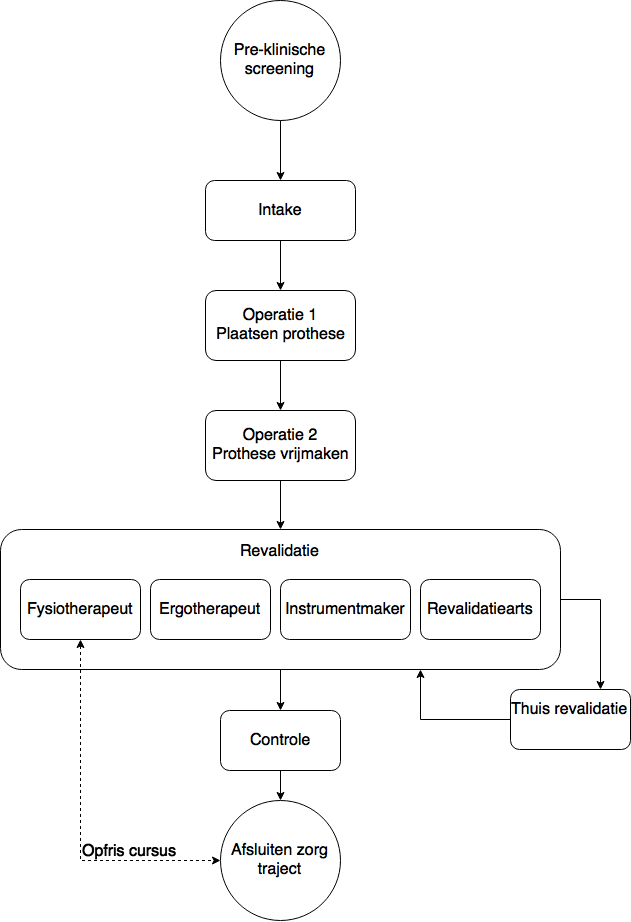 Pre-klinische
screening
Intake
Operatie 1
Plaatsen prothese
Operatie 2
Prothese vrijmaken
Revalidatie
Fysiotherapeut
Ergotherapeut
Instrumentmaker
Revalidatiearts
Thuis revalidatie
Controle
Opfris cursus
Afsluiten zorg
traject